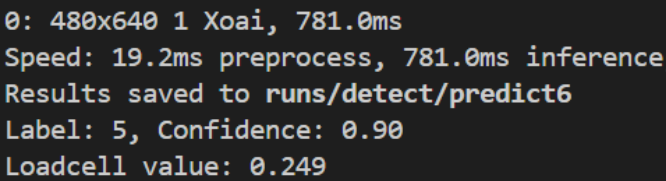 0: 480x640 1 Xoai, 781.0ms
Speed: 19.2ms preprocess, 781.0ms inference
Results saved to runs/detect/predict6
Label: 5, Confidence: 0.90
Loadcell value: 0.249